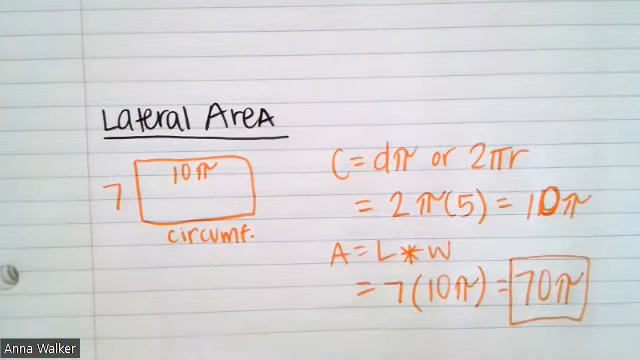 Lateral Area
10π
7
circumf.
C = dπ or 2πr
= 2π(5) = 10π
A = L * W
= 7(10π) = 70π
Anna Walker